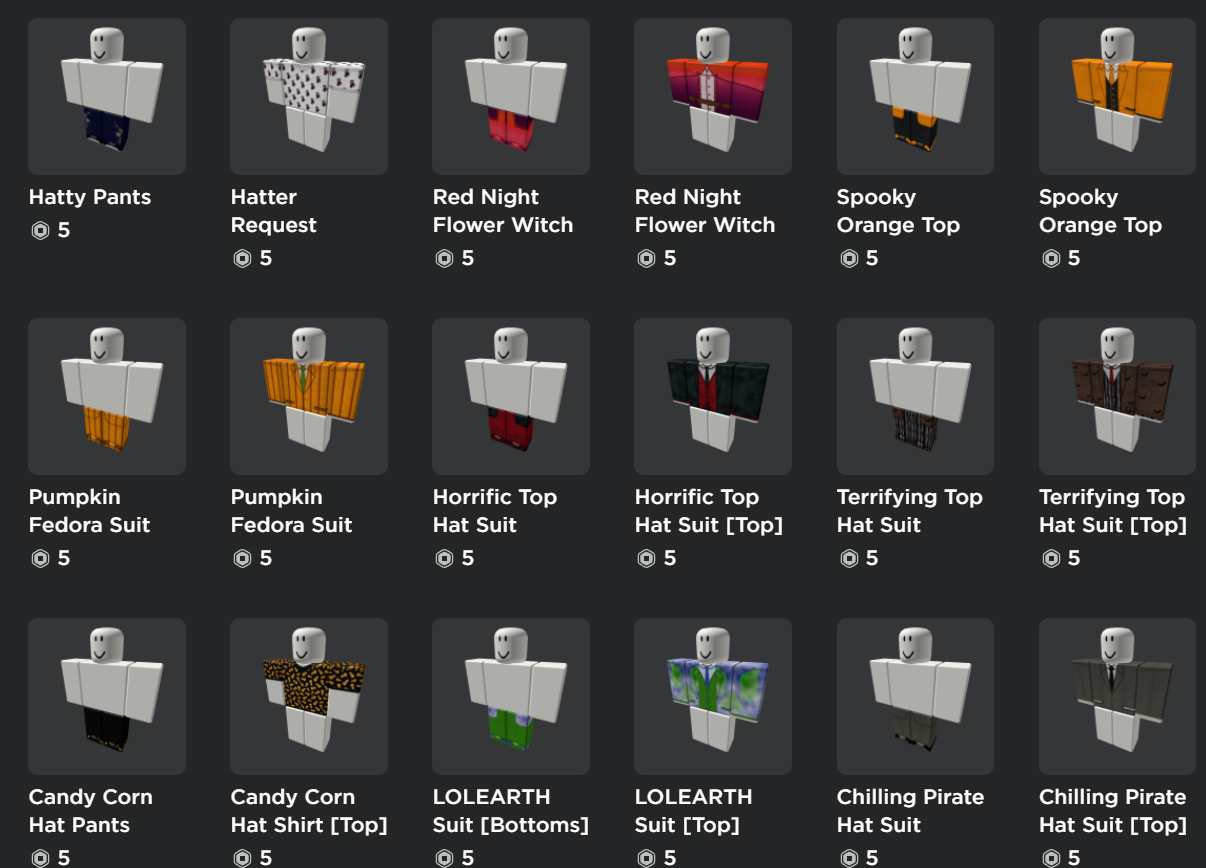 Hatty Pants
5
Hatter
Request
5
Red Night
Flower Witch
5
Red Night
Flower Witch
5
Spooky
Orange Top
5
Spooky
Orange Top
5
Pumpkin
Fedora Suit
5
Pumpkin
Fedora Suit
5
Horrific Top
Hat Suit
5
Horrific Top
Hat Suit [Top]
5
Terrifying Top
Hat Suit
5
Terrifying Top
Hat Suit [Top]
5
Candy Corn
Hat Pants
5
Candy Corn
Hat Shirt [Top]
5
LOLEARTH
Suit [Bottoms]
5
LOLEARTH
Suit [Top]
5
Chilling Pirate
Hat Suit
5
Chilling Pirate
Hat Suit [Top]
5